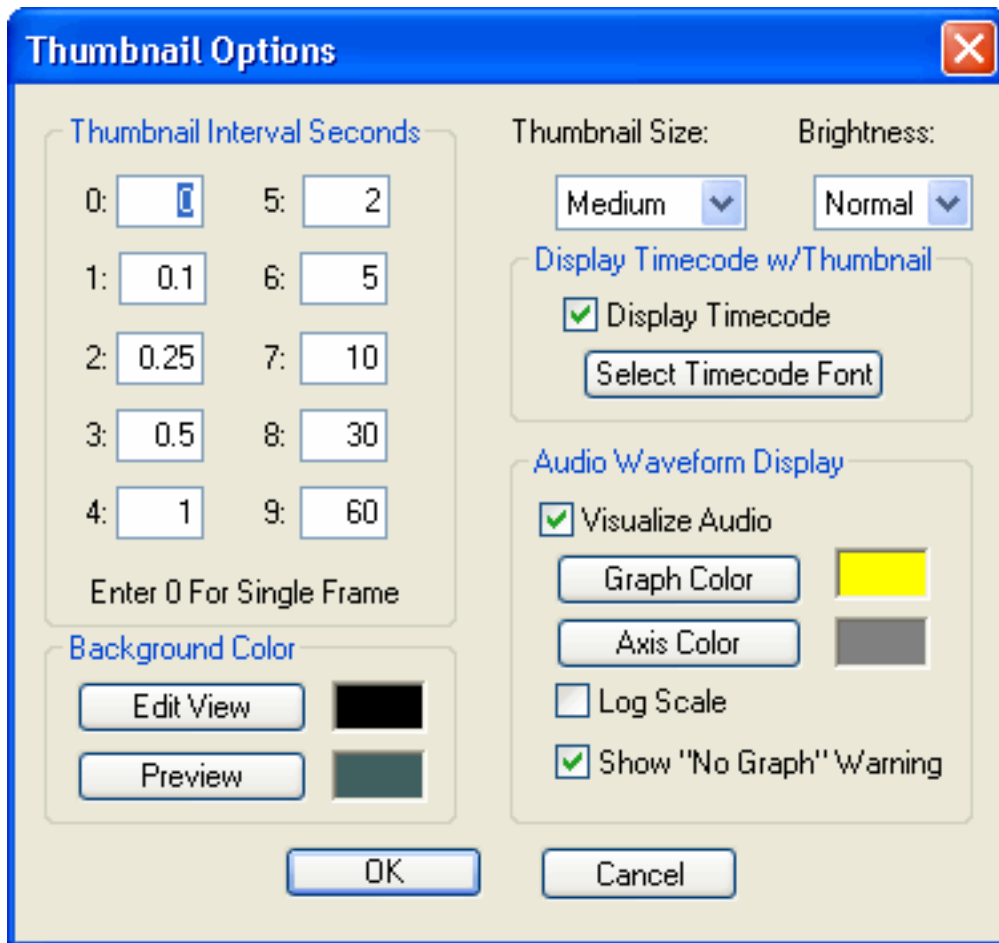 Thumbnail Options
Thumbnail Interval Seconds
0: 0 5: 2
1: 0.1 6: 5
2: 0.25 7: 10
3: 0.5 8: 30
4: 1 9: 60
Enter 0 For Single Frame
Background Color
Edit View
Preview
Thumbnail Size: Brightness:
Medium Normal
Display Timecode w/Thumbnail
Display Timecode
Select Timecode Font
Audio Waveform Display
Visualize Audio
Graph Color
Axis Color
Log Scale
Show "No Graph" Warning
OK Cancel